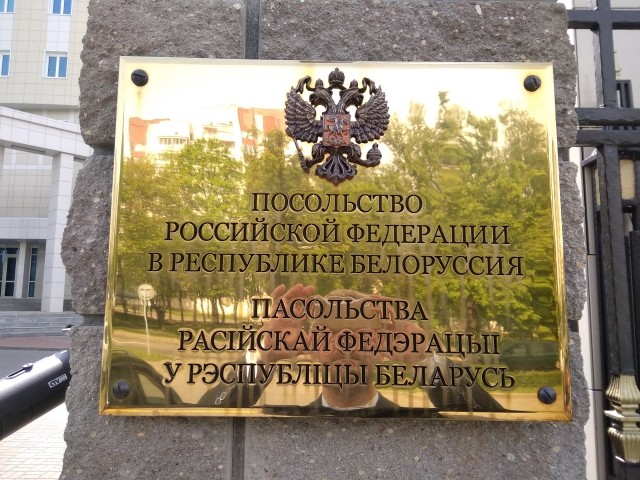 ПОСОЛЬСТВО
РОССИЙСКОЙ ФЕДЕРАЦИИ
В РЕСПУБЛИКЕ БЕЛОРУССИЯ
ПАСОЛЬСТВА
РАСІЙСКАЙ ФЕДЭРАЦЫІ
У РЭСПУБЛІЦЫ БЕЛАРУСЬ